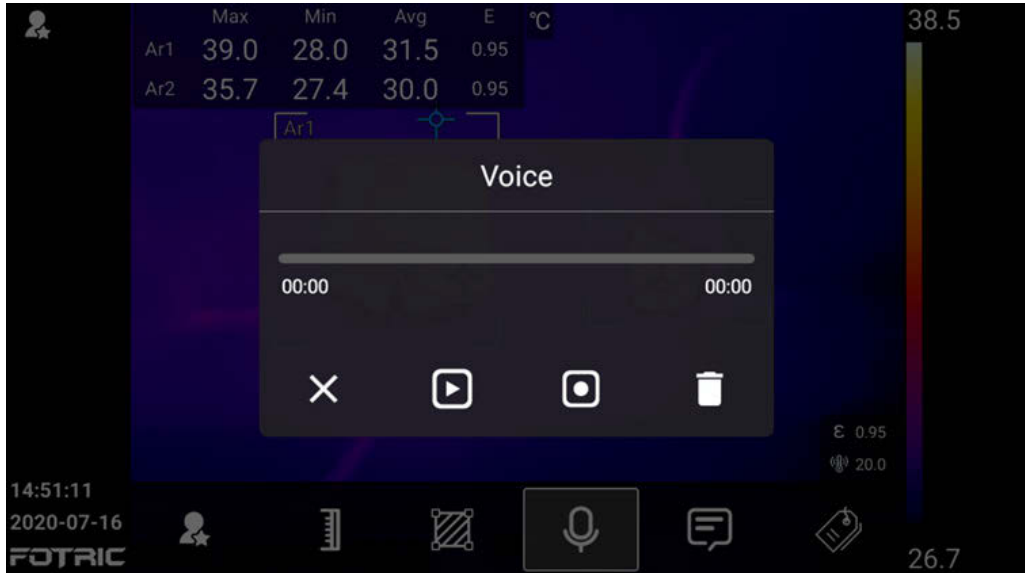 Max Min Avg E ℃
Ar1 39.0 28.0 31.5 0.95
Ar2 35.7 27.4 30.0 0.95
38.5
Ar1
Voice
00:00 00:00
ε 0.95
20.0
14:51:11
2020-07-16
FOTRIC
26.7